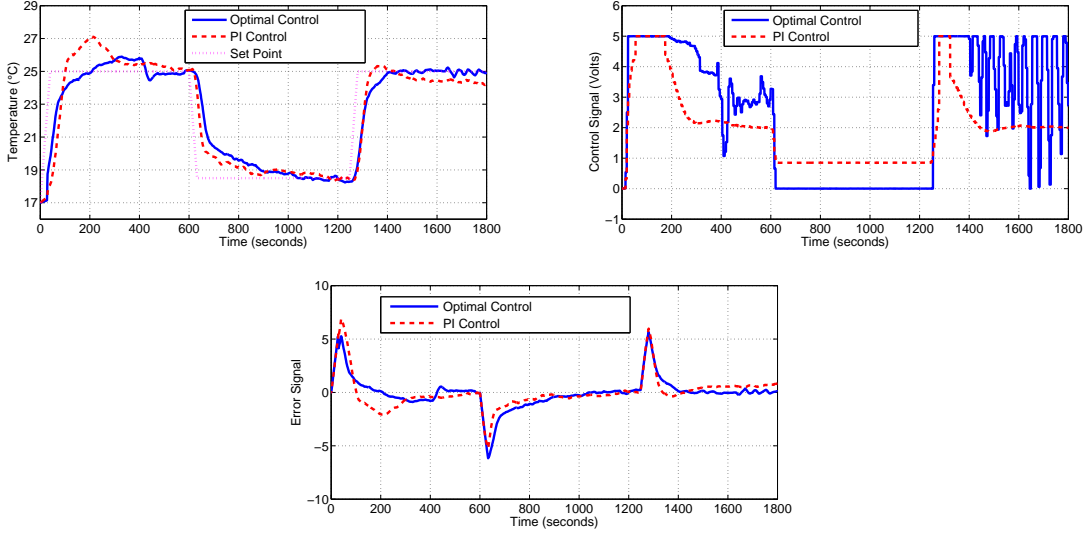 29
27
25
23
21
19
17
Temperature (°C)
Optimal Control
PI Control
Set Point
0 200 400 600 800 1000 1200 1400 1600 1800
Time (seconds)
6
5
4
3
2
1
0
−1
Control Signal (Volts)
Optimal Control
PI Control
0 200 400 600 800 1000 1200 1400 1600 1800
Time (seconds)
10
5
0
−5
−10
Error Signal
Optimal Control
PI Control
0 200 400 600 800 1000 1200 1400 1600 1800
Time (seconds)